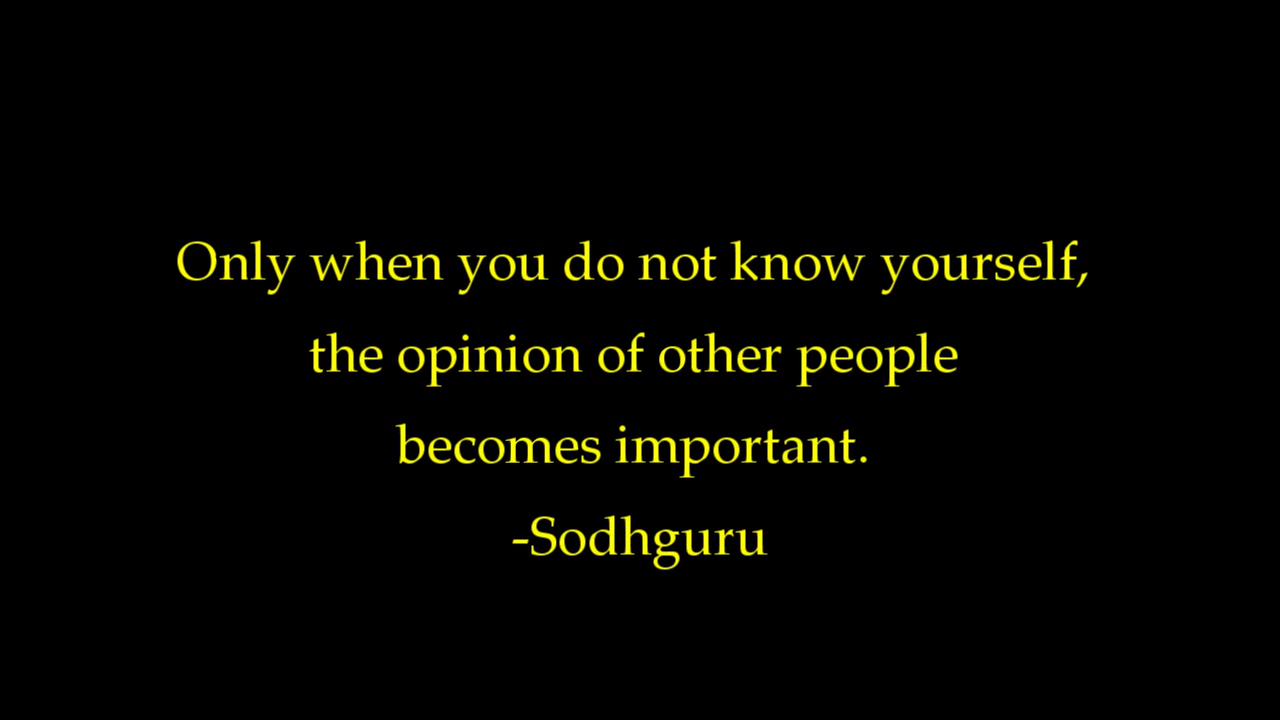 Only when you do not know yourself,
the opinion of other people
becomes important.
-Sodhguru